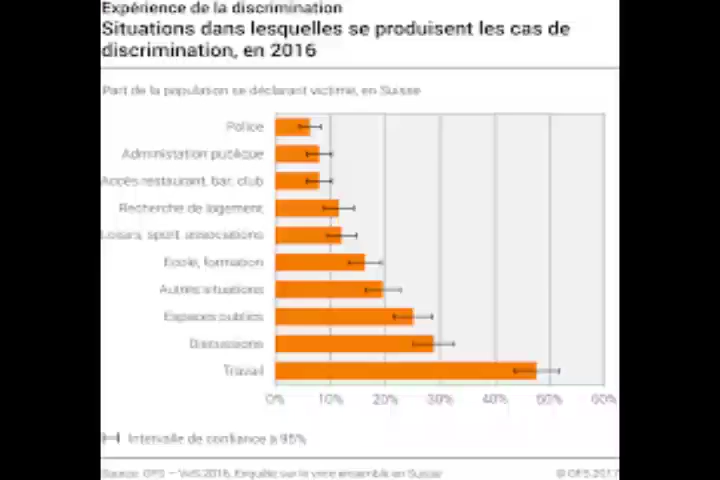 Expérience de la discrimination
Situations dans lesquelles se produisent les cas de
discrimination, en 2016
Part de la population se déclarant victime, en Suisse
Police
Administation publique
Accès restaurant, bar, club
Recherche de logement
Loisirs, sport, associations
Ecole, formation
Autres situations
Espaces publics
Discussions
Travail
0% 10% 20% 30% 40% 50% 60%
Intervalle de confiance à 95%
Source: OFS – VeS 2016, Enquête sur le vivre ensemble en Suisse
© OFS 2017